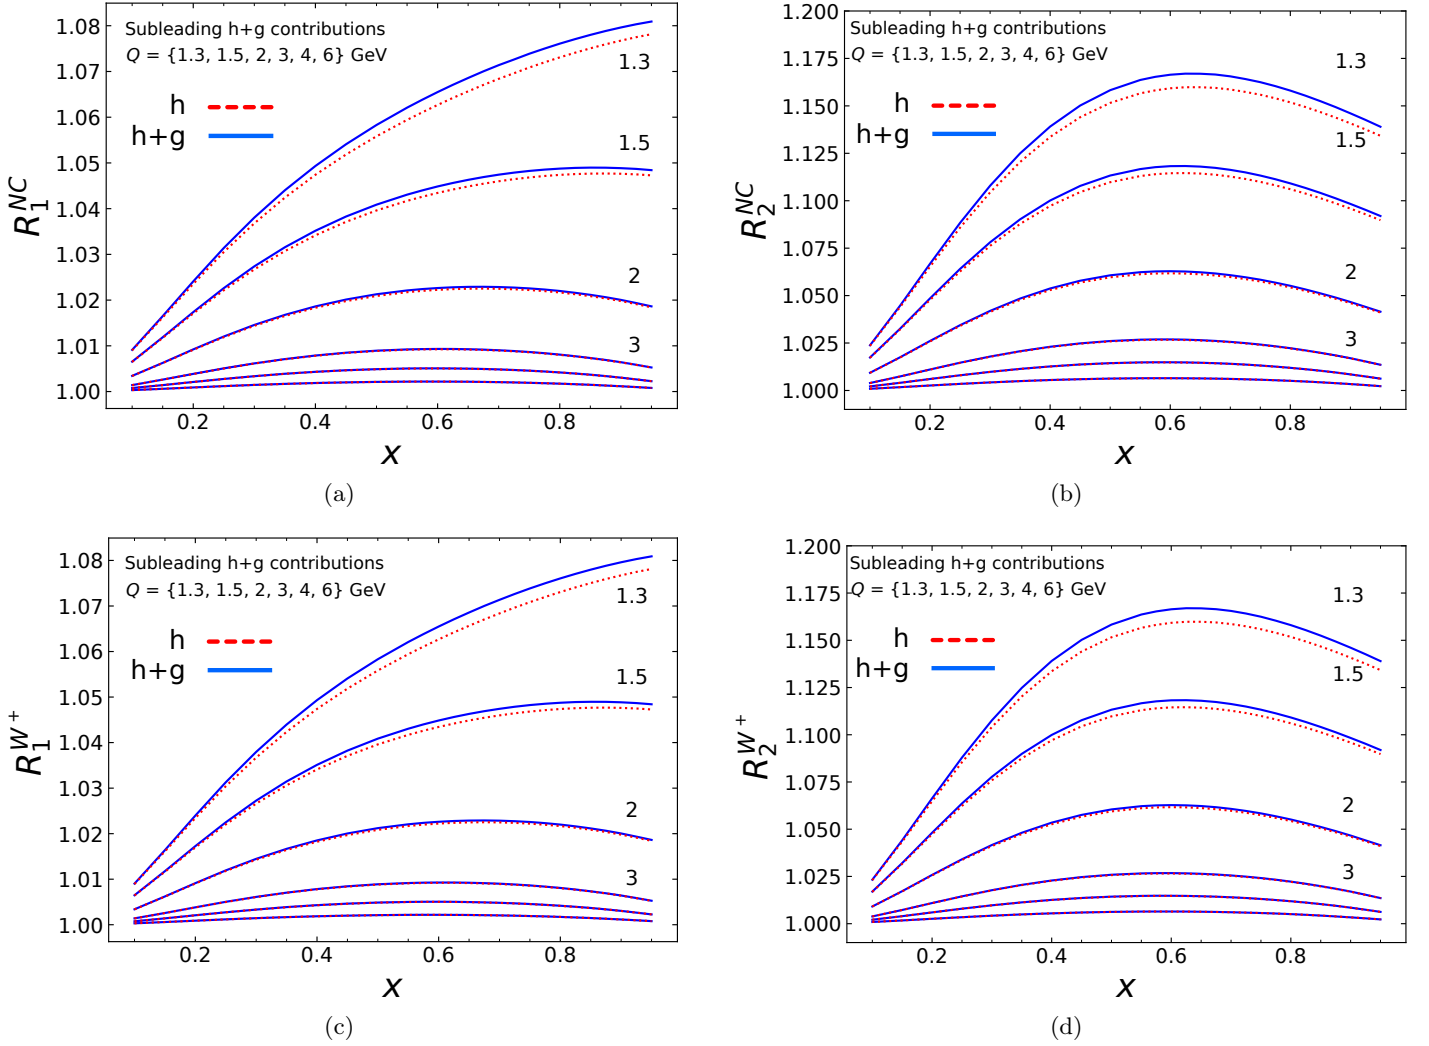 Subleading h+g contributions
Q = {1.3, 1.5, 2, 3, 4, 6} GeV
h
h+g
1.3
1.5
2
3
1.08
1.07
1.06
1.05
1.04
1.03
1.02
1.01
1.00
R_1^{NC}
0.2 0.4 0.6 0.8
x
(a)
Subleading h+g contributions
Q = {1.3, 1.5, 2, 3, 4, 6} GeV
h
h+g
1.3
1.5
2
3
1.200
1.175
1.150
1.125
1.100
1.075
1.050
1.025
1.000
R_2^{NC}
0.2 0.4 0.6 0.8
x
(b)
Subleading h+g contributions
Q = {1.3, 1.5, 2, 3, 4, 6} GeV
h
h+g
1.3
1.5
2
3
1.08
1.07
1.06
1.05
1.04
1.03
1.02
1.01
1.00
R_1^{W^+}
0.2 0.4 0.6 0.8
x
(c)
Subleading h+g contributions
Q = {1.3, 1.5, 2, 3, 4, 6} GeV
h
h+g
1.3
1.5
2
3
1.200
1.175
1.150
1.125
1.100
1.075
1.050
1.025
1.000
R_2^{W^+}
0.2 0.4 0.6 0.8
x
(d)